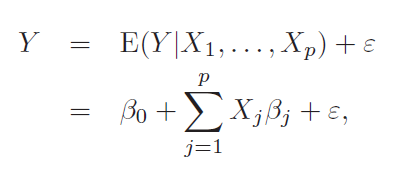 Y = E(Y|X₁, . . . , Xₚ) + ε
= β₀ + ∑ⱼ₌₁ᵖ Xⱼβⱼ + ε,